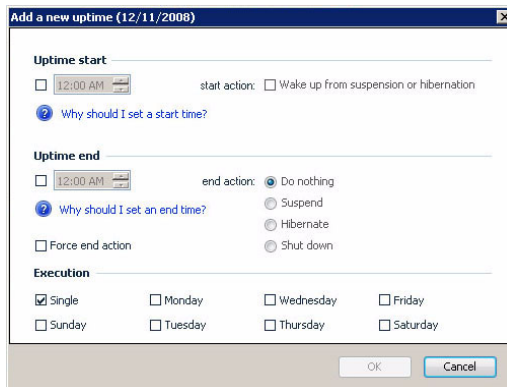 Add a new uptime (12/11/2008)
Uptime start
12:00 AM start action: Wake up from suspension or hibernation
? Why should I set a start time?
Uptime end
12:00 AM end action: Do nothing
Suspend
? Why should I set an end time?
Hibernate
Force end action
Shut down
Execution
Single Monday Wednesday Friday
Sunday Tuesday Thursday Saturday
OK Cancel